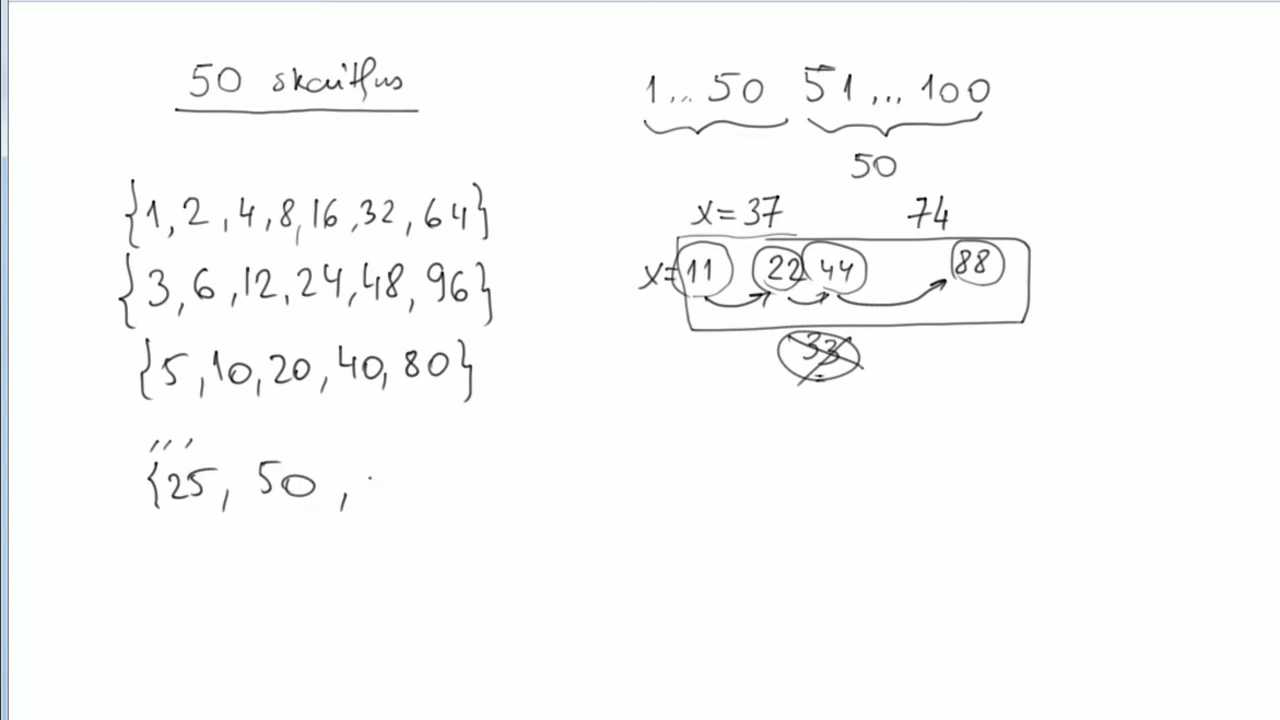 50 skaitļus
{1, 2, 4, 8, 16, 32, 64}
{3, 6, 12, 24, 48, 96}
{5, 10, 20, 40, 80}
, , ,
{25, 50,
1 ... 50 51 ... 100
50
x=37 74
x=11 22 44 88
33